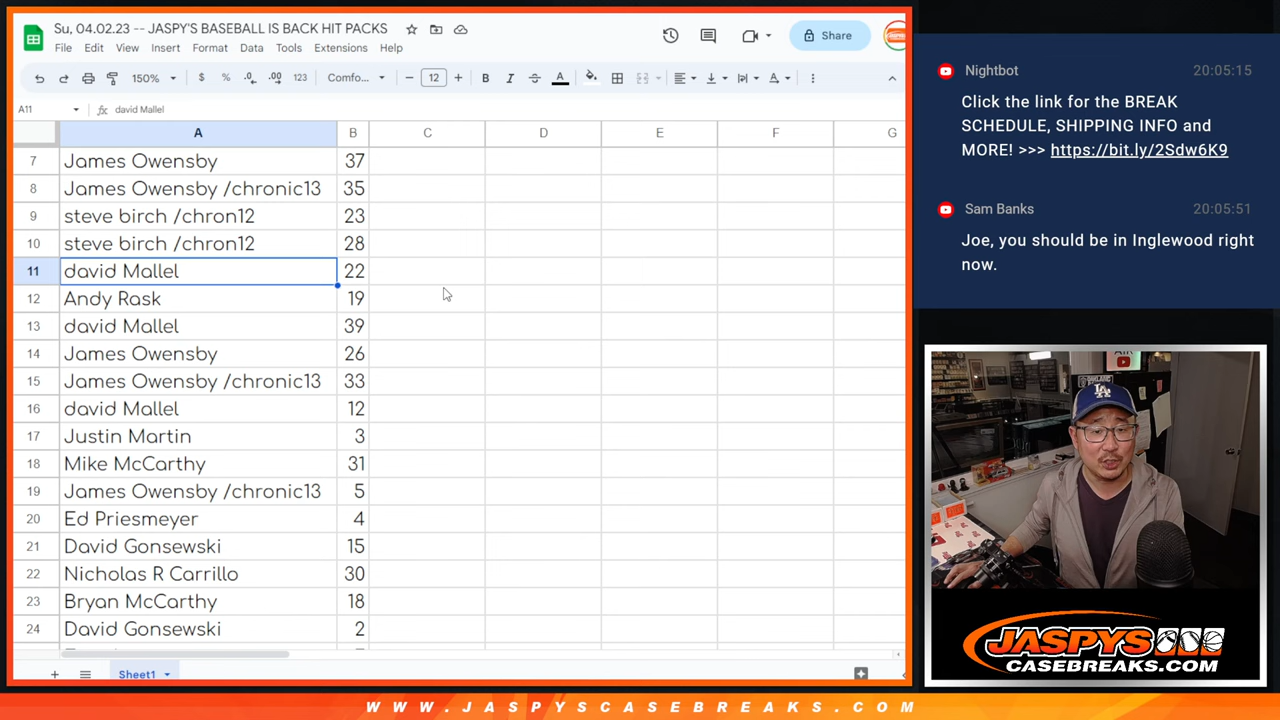 Su, 04.02.23 -- JASPY'S BASEBALL IS BACK HIT PACKS
File Edit View Insert Format Data Tools Extensions Help
Share
150% $ % .0 .00 123 Comfo... 12 B I A
A11 fx david Mallel
A B C D E F G
7 James Owensby 37
8 James Owensby /chronic13 35
9 steve birch /chron12 23
10 steve birch /chron12 28
11 david Mallel 22
12 Andy Rask 19
13 david Mallel 39
14 James Owensby 26
15 James Owensby /chronic13 33
16 david Mallel 12
17 Justin Martin 3
18 Mike McCarthy 31
19 James Owensby /chronic13 5
20 Ed Priesmeyer 4
21 David Gonsewski 15
22 Nicholas R Carrillo 30
23 Bryan McCarthy 18
24 David Gonsewski 2
Sheet1
Nightbot 20:05:15
Click the link for the BREAK
SCHEDULE, SHIPPING INFO and
MORE! >>> https://bit.ly/2Sdw6K9
Sam Banks 20:05:51
Joe, you should be in Inglewood right
now.
LA
JASPYS
CASEBREAKS.COM
WWW.JASPYSCASEBREAKS.COM